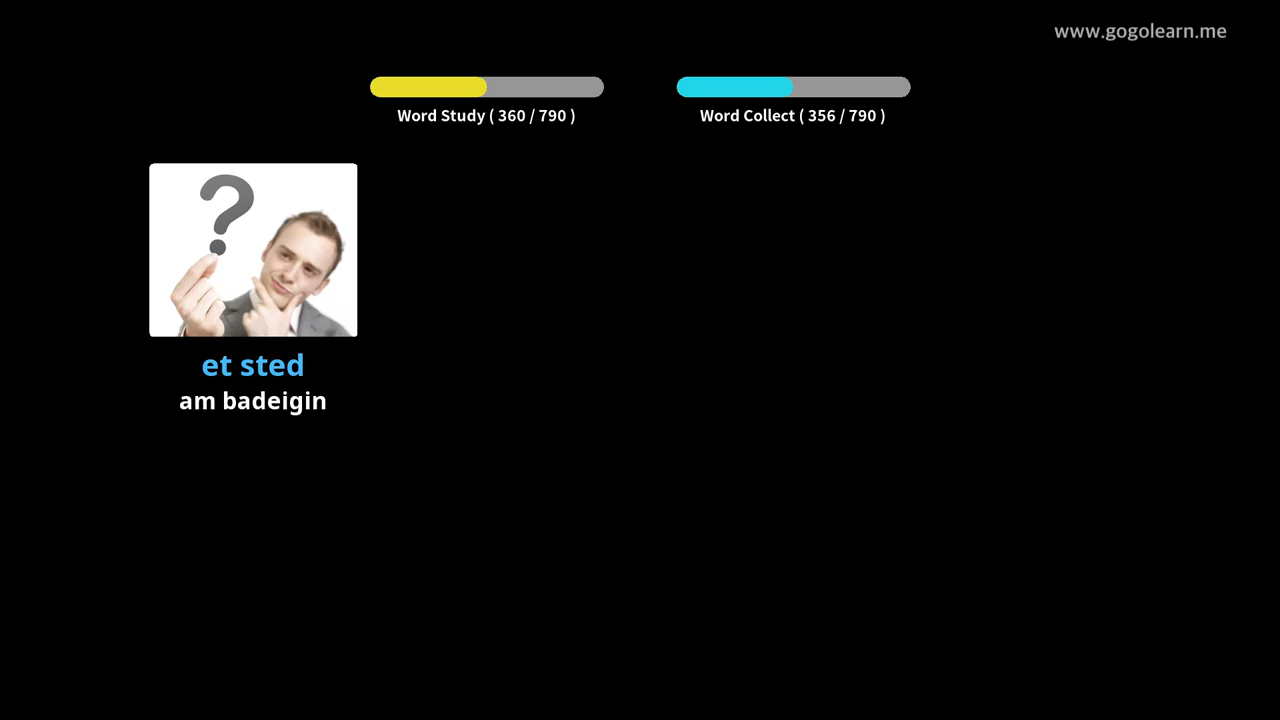 www.gogolearn.me
Word Study ( 360 / 790 )
Word Collect ( 356 / 790 )
?
et sted
am badeigin